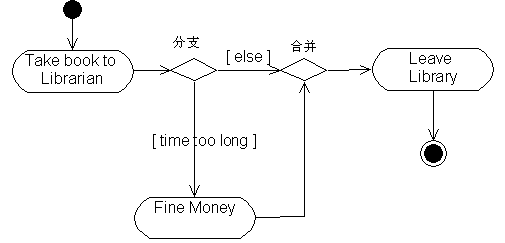 分支
[ else ]
合并
Take book to
Librarian
Leave
Library
[ time too long ]
Fine Money